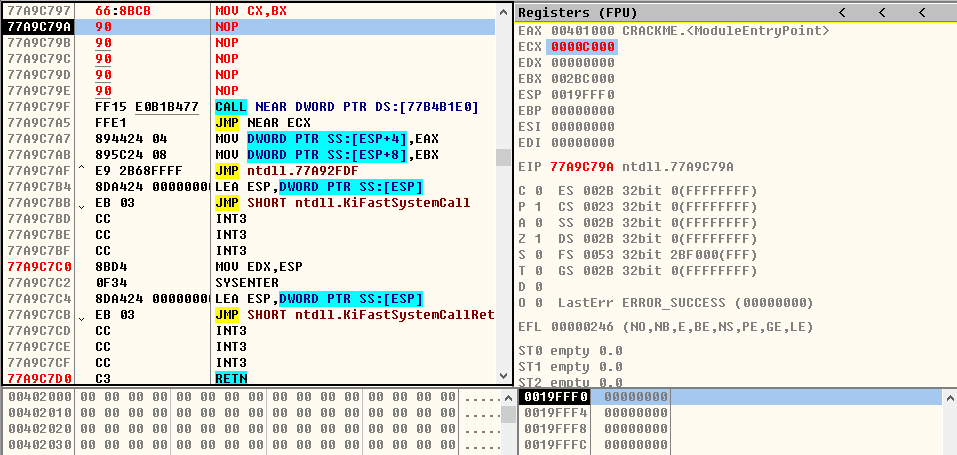 77A9C797 66:8BCB MOV CX,BX
77A9C79A 90 NOP
77A9C79B 90 NOP
77A9C79C 90 NOP
77A9C79D 90 NOP
77A9C79E 90 NOP
77A9C79F FF15 E0B1B477 CALL NEAR DWORD PTR DS:[77B4B1E0]
77A9C7A5 FFE1 JMP NEAR ECX
77A9C7A7 894424 04 MOV DWORD PTR SS:[ESP+4],EAX
77A9C7AB 895C24 08 MOV DWORD PTR SS:[ESP+8],EBX
77A9C7AF E9 2B68FFFF JMP ntdll.77A92FDF
77A9C7B4 8DA424 0000000 LEA ESP,DWORD PTR SS:[ESP]
77A9C7BB EB 03 JMP SHORT ntdll.KiFastSystemCall
77A9C7BD CC INT3
77A9C7BE CC INT3
77A9C7BF CC INT3
77A9C7C0 8BD4 MOV EDX,ESP
77A9C7C2 0F34 SYSENTER
77A9C7C4 8DA424 0000000 LEA ESP,DWORD PTR SS:[ESP]
77A9C7CB EB 03 JMP SHORT ntdll.KiFastSystemCallRet
77A9C7CD CC INT3
77A9C7CE CC INT3
77A9C7CF CC INT3
77A9C7D0 C3 RETN
Registers (FPU) < < <
EAX 00401000 CRACKME.<ModuleEntryPoint>
ECX 0000C000
EDX 00000000
EBX 002BC000
ESP 0019FFF0
EBP 00000000
ESI 00000000
EDI 00000000
EIP 77A9C79A ntdll.77A9C79A
C 0 ES 002B 32bit 0(FFFFFFFF)
P 1 CS 0023 32bit 0(FFFFFFFF)
A 0 SS 002B 32bit 0(FFFFFFFF)
Z 1 DS 002B 32bit 0(FFFFFFFF)
S 0 FS 0053 32bit 2BF000(FFF)
T 0 GS 002B 32bit 0(FFFFFFFF)
D 0
O 0 LastErr ERROR_SUCCESS (00000000)
EFL 00000246 (NO,NB,E,BE,NS,PE,GE,LE)
ST0 empty 0.0
ST1 empty 0.0
ST2 empty 0.0
00402000 00 00 00 00 00 00 00 00 00 00 00 00 00 00 00 00 .....
00402010 00 00 00 00 00 00 00 00 00 00 00 00 00 00 00 00 .....
00402020 00 00 00 00 00 00 00 00 00 00 00 00 00 00 00 00 .....
00402030 00 00 00 00 00 00 00 00 00 00 00 00 00 00 00 00 .....
0019FFF0 00000000
0019FFF4 00000000
0019FFF8 00000000
0019FFFC 00000000